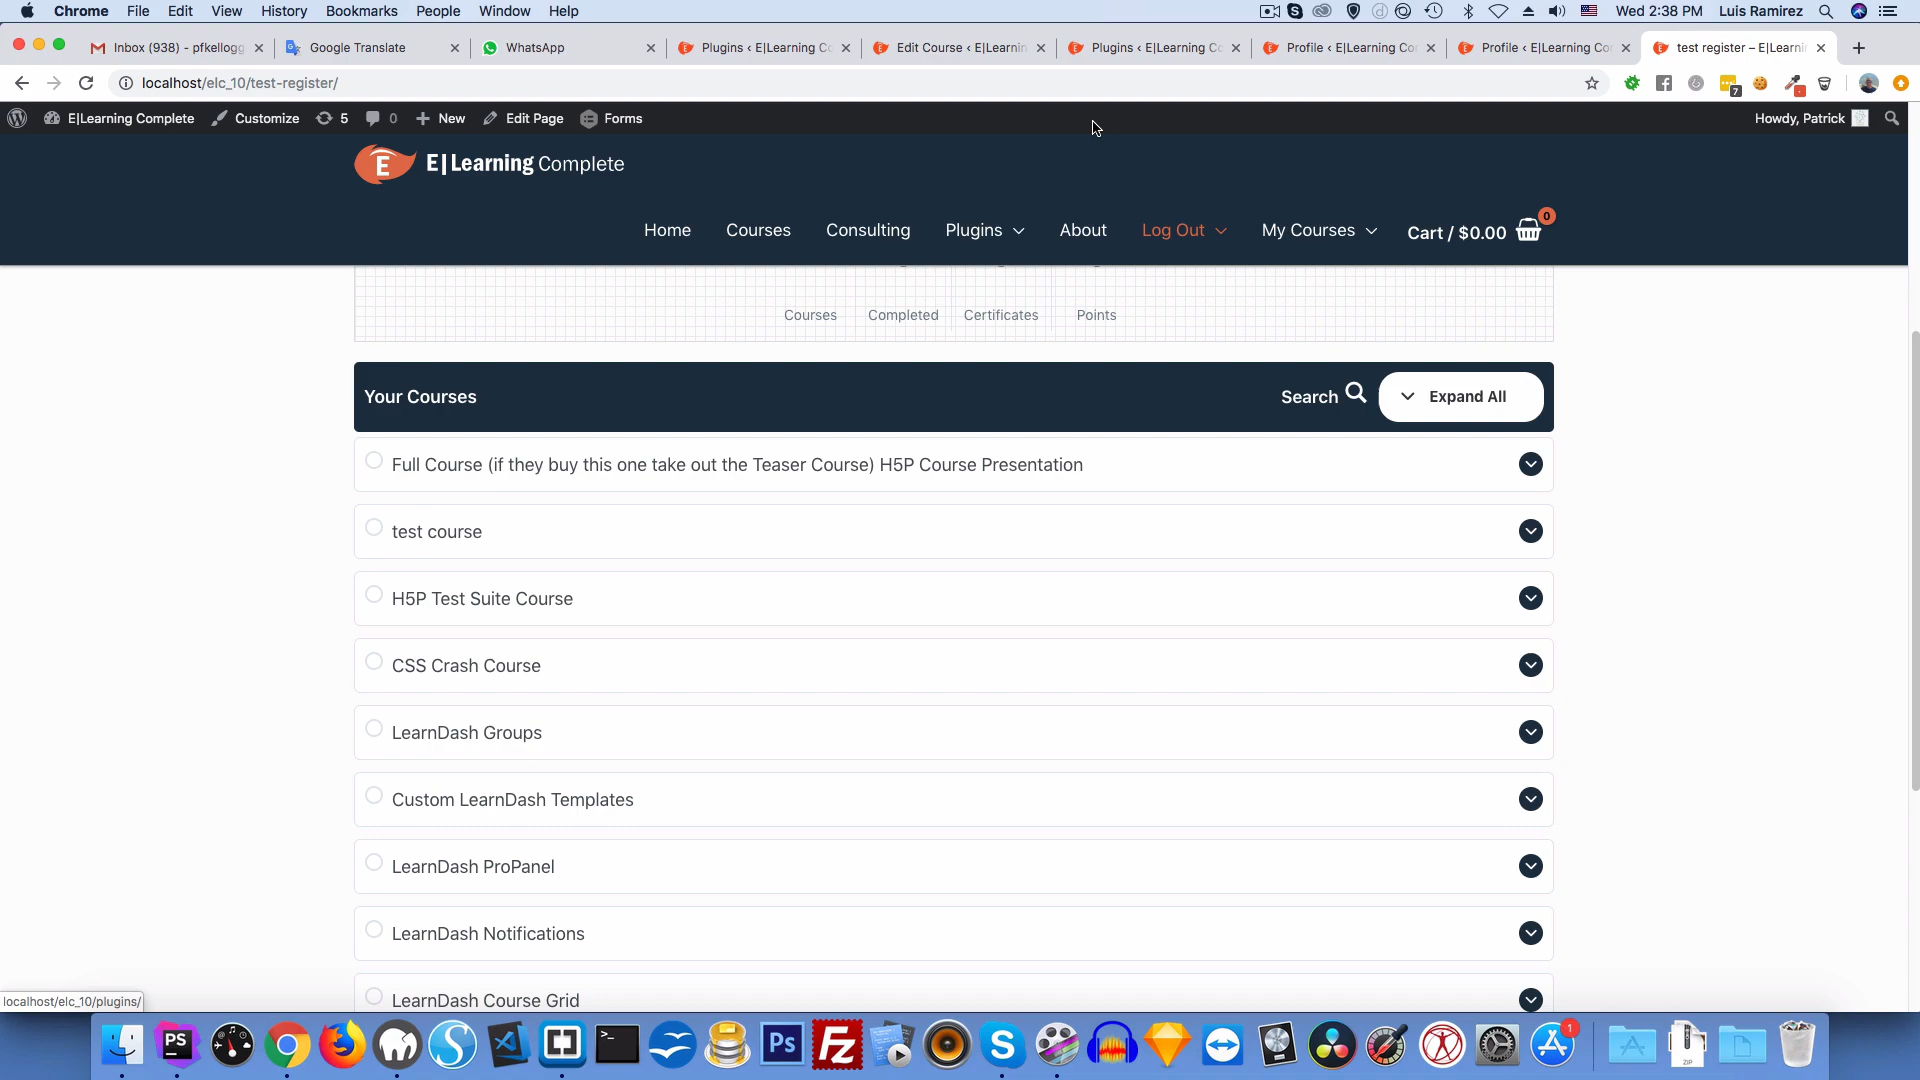 Chrome File Edit View History Bookmarks People Window Help
Wed 2:38 PM Luis Ramirez
Inbox (938) - pfkellogg
Google Translate
WhatsApp
Plugins ‹ E|Learning Co
Edit Course ‹ E|Learnin
Plugins ‹ E|Learning Co
Profile ‹ E|Learning Co
Profile ‹ E|Learning Co
test register – E|Learni
localhost/elc_10/test-register/
7
E|Learning Complete Customize 5 0 New Edit Page Forms
Howdy, Patrick
E E|Learning Complete
Home Courses Consulting Plugins About Log Out My Courses Cart / $0.00 0
Courses Completed Certificates Points
Your Courses Search Expand All
Full Course (if they buy this one take out the Teaser Course) H5P Course Presentation
test course
H5P Test Suite Course
CSS Crash Course
LearnDash Groups
Custom LearnDash Templates
LearnDash ProPanel
LearnDash Notifications
LearnDash Course Grid
localhost/elc_10/plugins/
PS
Ps
Fz
S
1
ZIP